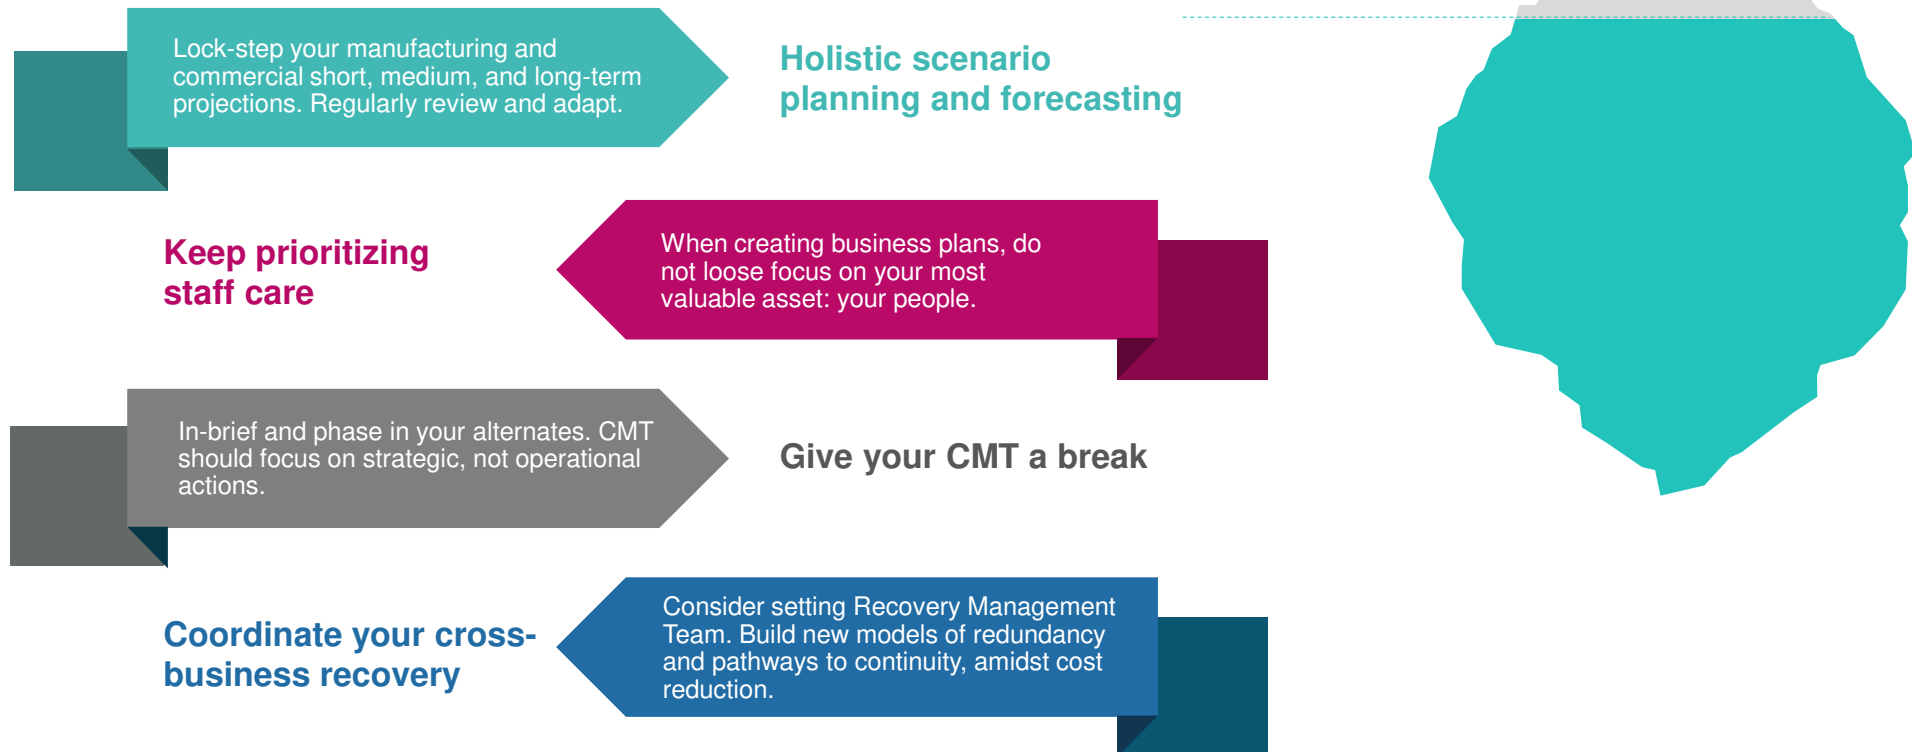 Lock-step your manufacturing and
commercial short, medium, and long-term
projections. Regularly review and adapt.
Holistic scenario
planning and forecasting
Keep prioritizing
staff care
When creating business plans, do
not loose focus on your most
valuable asset: your people.
In-brief and phase in your alternates. CMT
should focus on strategic, not operational
actions.
Give your CMT a break
Coordinate your cross-
business recovery
Consider setting Recovery Management
Team. Build new models of redundancy
and pathways to continuity, amidst cost
reduction.